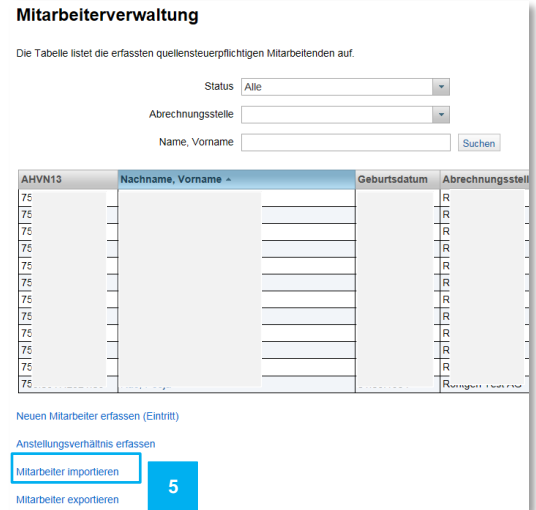 Mitarbeiterverwaltung
Die Tabelle listet die erfassten quellensteuerpflichtigen Mitarbeitenden auf.
Status Alle
Abrechnungsstelle
Name, Vorname Suchen
AHVN13 Nachname, Vorname Geburtsdatum Abrechnungsstell
75 R
75 R
75 R
75 R
75 R
75 R
75 R
75 R
75 R
75 R
75 R
Test AG
Neuen Mitarbeiter erfassen (Eintritt)
Anstellungsverhältnis erfassen
Mitarbeiter importieren
5
Mitarbeiter exportieren